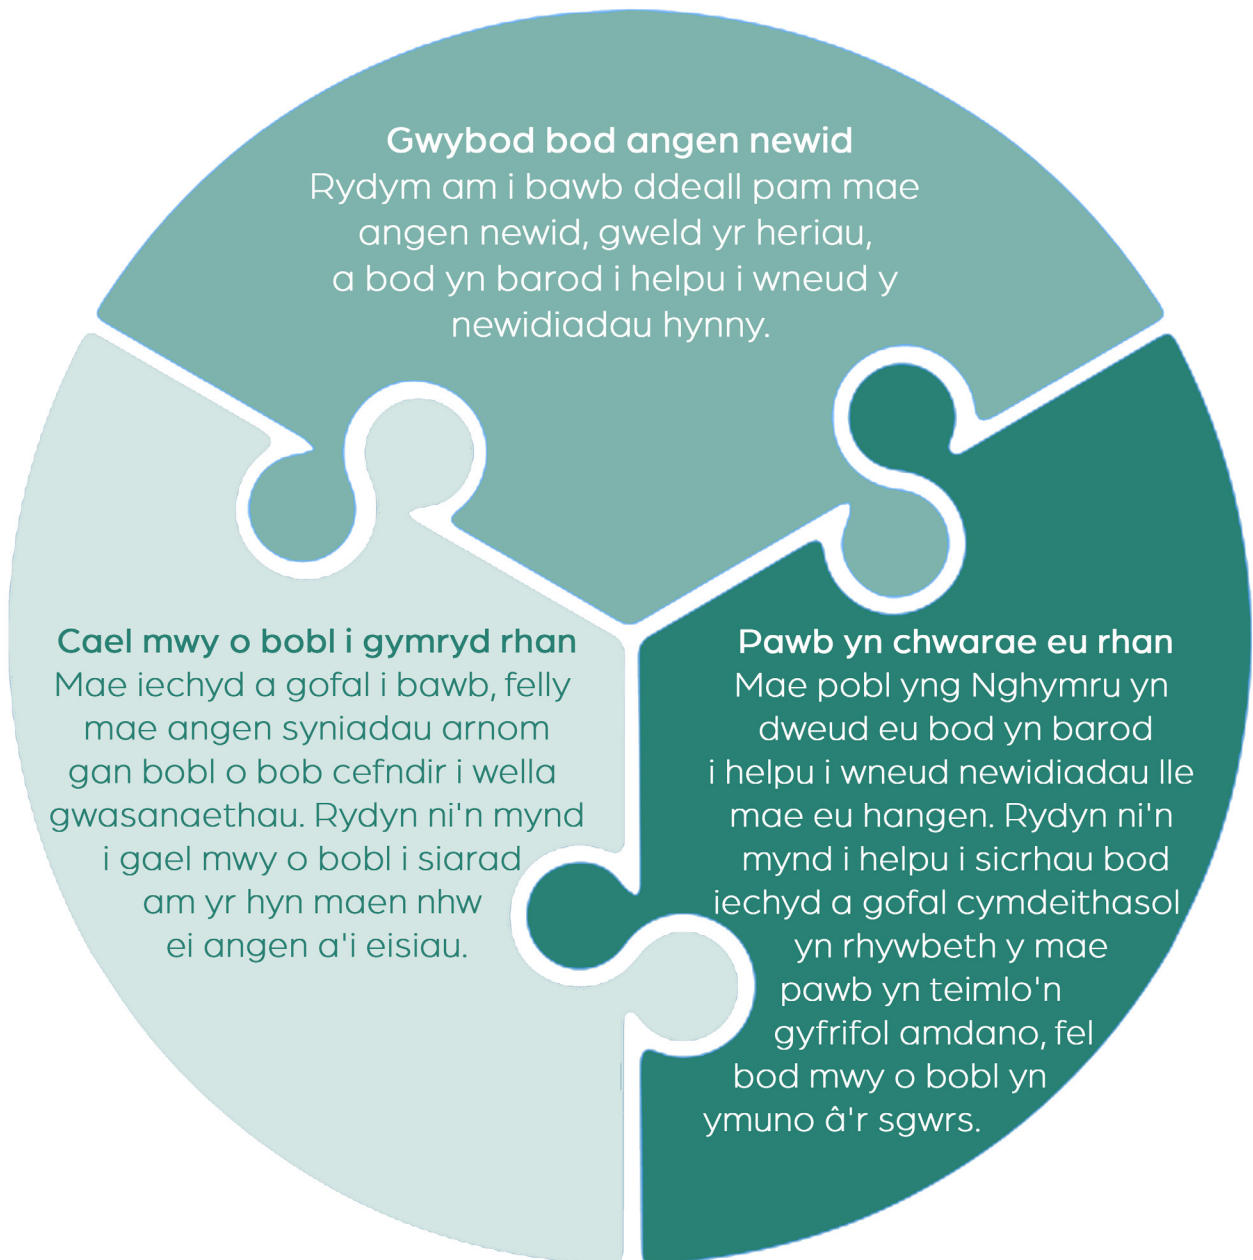 Gwybod bod angen newid
Rydym am i bawb ddeall pam mae
angen newid, gweld yr heriau,
a bod yn barod i helpu i wneud y
newidiadau hynny.
Cael mwy o bobl i gymryd rhan
Mae iechyd a gofal i bawb, felly
mae angen syniadau arnom
gan bobl o bob cefndir i wella
gwasanaethau. Rydyn ni'n mynd
i gael mwy o bobl i siarad
am yr hyn maen nhw
ei angen a'i eisiau.
Pawb yn chwarae eu rhan
Mae pobl yng Nghymru yn
dweud eu bod yn barod
i helpu i wneud newidiadau lle
mae eu hangen. Rydyn ni'n
mynd i helpu i sicrhau bod
iechyd a gofal cymdeithasol
yn rhywbeth y mae
pawb yn teimlo'n
gyfrifol amdano, fel
bod mwy o bobl yn
ymuno â'r sgwrs.